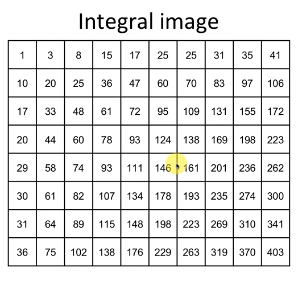 Integral image
1 3 8 15 17 25 25 31 35 41
10 20 25 36 47 60 70 83 97 106
17 33 48 61 72 95 109 131 155 172
20 44 60 78 93 124 138 169 198 223
29 58 74 93 111 146 161 201 236 262
30 61 82 107 134 178 193 235 274 300
31 64 89 115 148 198 223 269 310 341
36 75 102 138 176 229 263 319 370 403